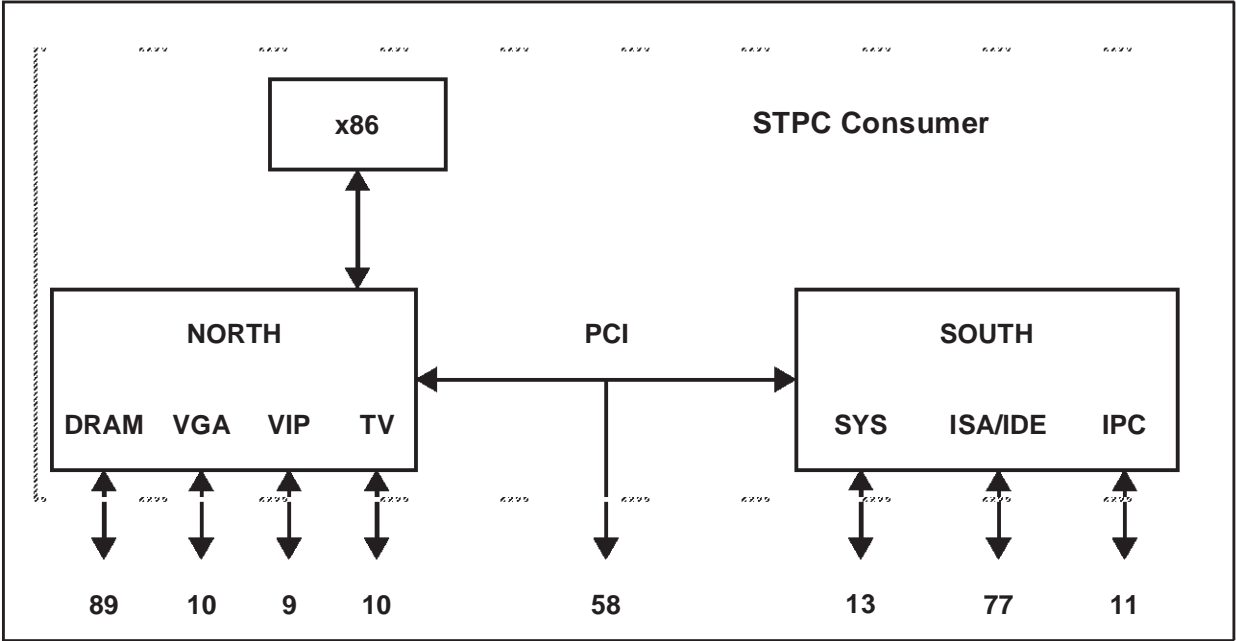 x86
STPC Consumer
NORTH
PCI
SOUTH
DRAM VGA VIP TV
SYS ISA/IDE IPC
89 10 9 10 58 13 77 11